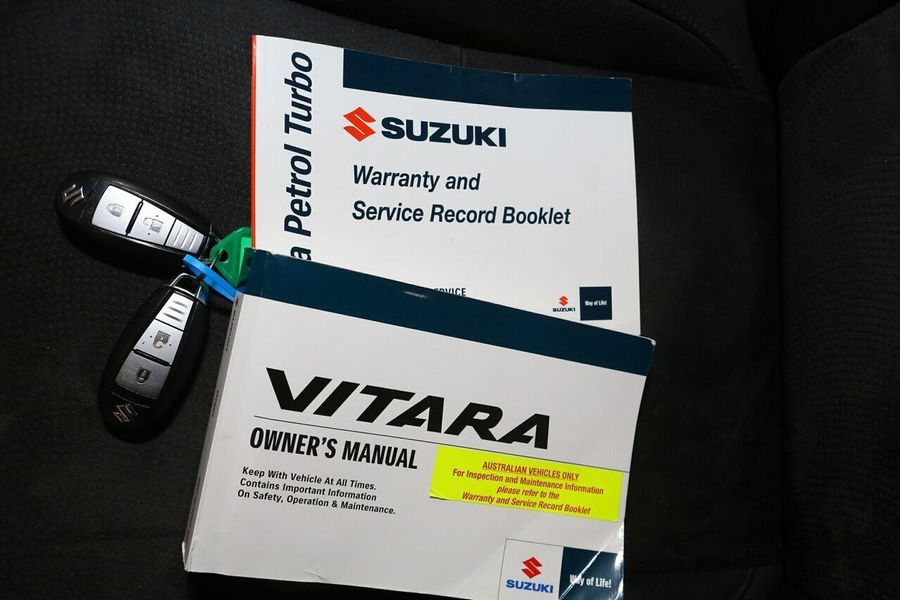 a Petrol Turbo
SUZUKI
Warranty and
Service Record Booklet
SUZUKI
Way of Life!
VITARA
OWNER'S MANUAL
Keep With Vehicle At All Times.
Contains Important Information
On Safety, Operation & Maintenance.
AUSTRALIAN VEHICLES ONLY
For Inspection and Maintenance Information
please refer to the
Warranty and Service Record Booklet
SUZUKI
Way of Life!